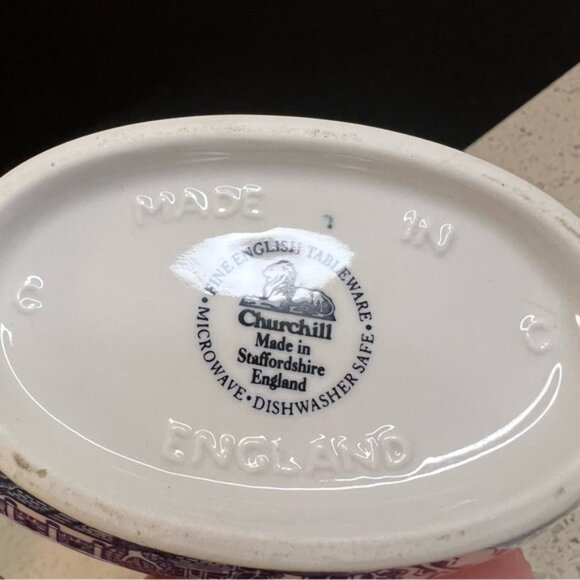 MADE IN
FINE ENGLISH TABLEWARE •
Churchill
Made in
Staffordshire
England
• MICROWAVE • DISHWASHER SAFE •
ENGLAND